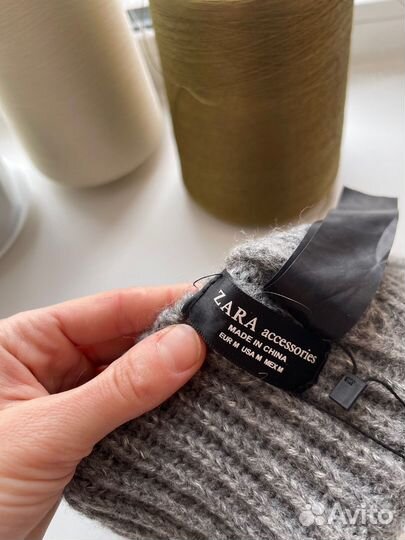 ZARA accessories
MADE IN CHINA
EUR M USA M MEX M
Avito